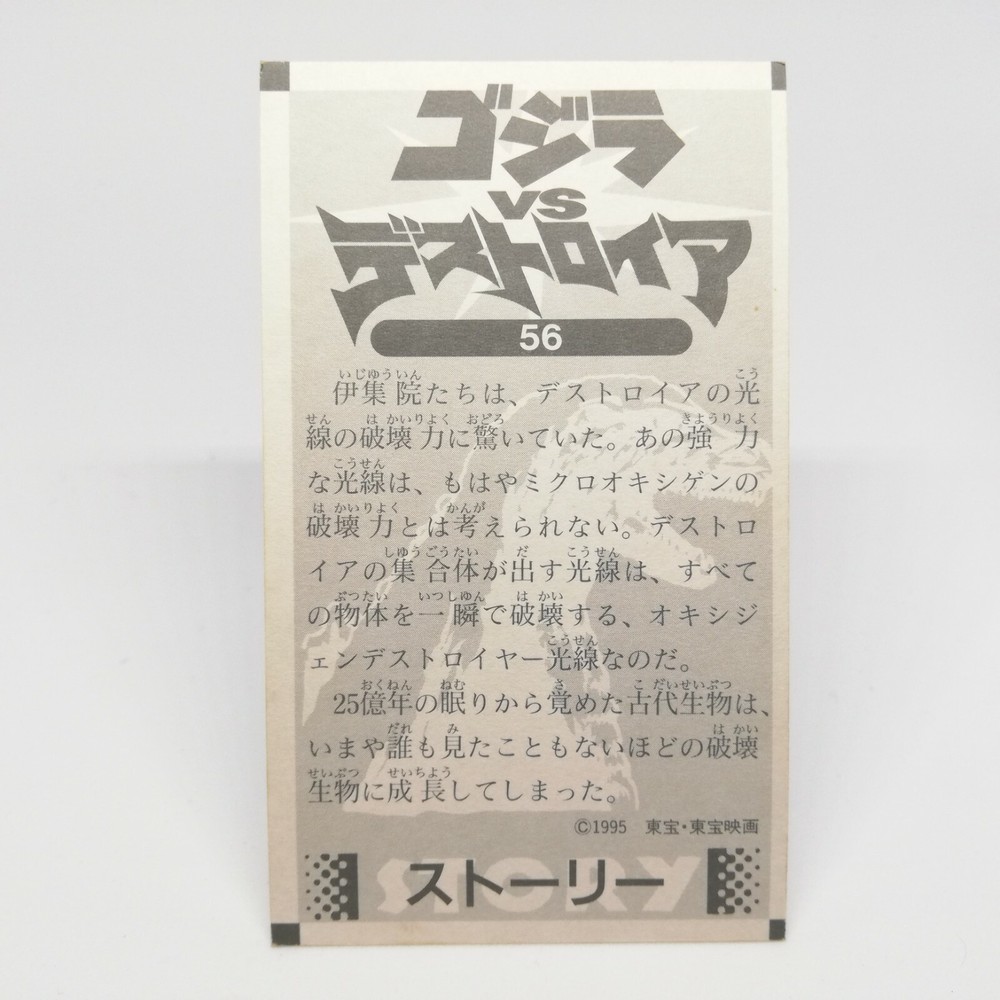 ゴジラ
VS
デストロイア
56
伊集院たちは、デストロイアの光
線の破壊力に驚いていた。あの強力
な光線は、もはやミクロオキシゲンの
破壊力とは考えられない。デストロ
イアの集合体が出す光線は、すべて
の物体を一瞬で破壊する、オキシジ
ェンデストロイヤー光線なのだ。
25億年の眠りから覚めた古代生物は、
いまや誰も見たこともないほどの破壊
生物に成長してしまった。
©1995 東宝・東宝映画
STORY
ストーリー